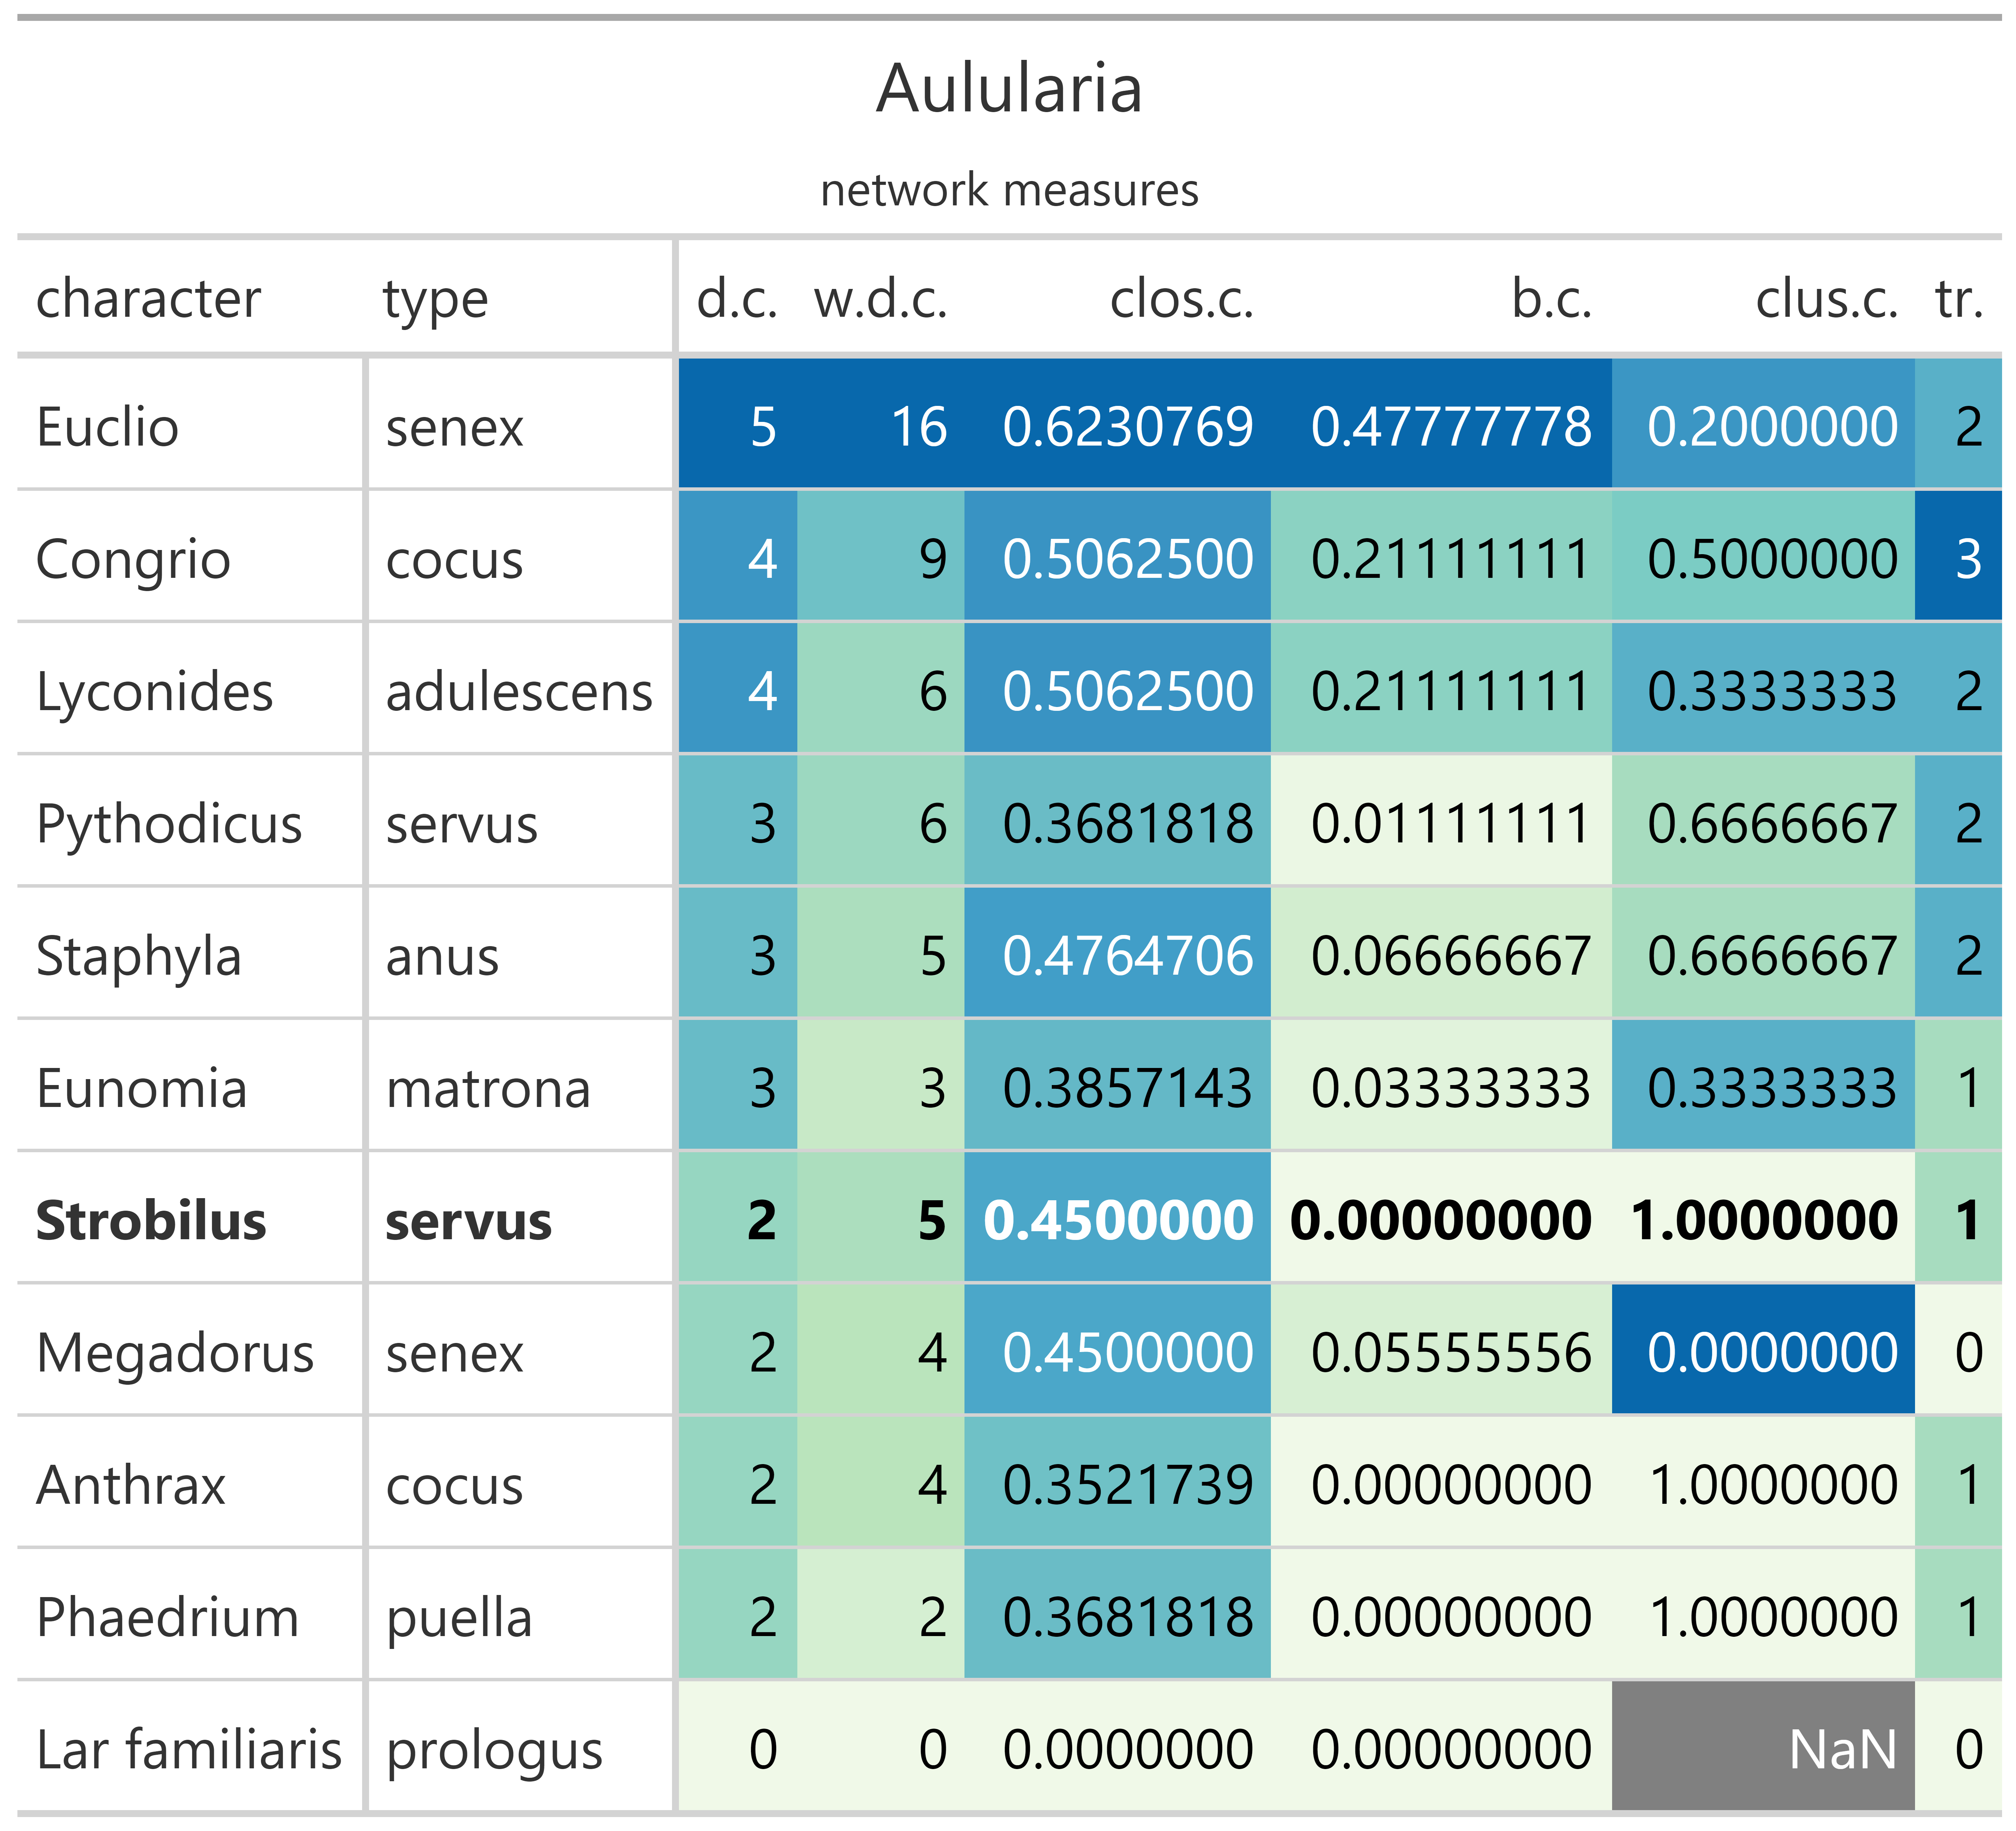 Aulularia
network measures
character type d.c. w.d.c. clos.c. b.c. clus.c. tr.
Euclio senex 5 16 0.6230769 0.47777778 0.2000000 2
Congrio cocus 4 9 0.5062500 0.21111111 0.5000000 3
Lyconides adulescens 4 6 0.5062500 0.21111111 0.3333333 2
Pythodicus servus 3 6 0.3681818 0.01111111 0.6666667 2
Staphyla anus 3 5 0.4764706 0.06666667 0.6666667 2
Eunomia matrona 3 3 0.3857143 0.03333333 0.3333333 1
Strobilus servus 2 5 0.4500000 0.00000000 1.0000000 1
Megadorus senex 2 4 0.4500000 0.05555556 0.0000000 0
Anthrax cocus 2 4 0.3521739 0.00000000 1.0000000 1
Phaedrium puella 2 2 0.3681818 0.00000000 1.0000000 1
Lar familiaris prologus 0 0 0.0000000 0.00000000 NaN 0